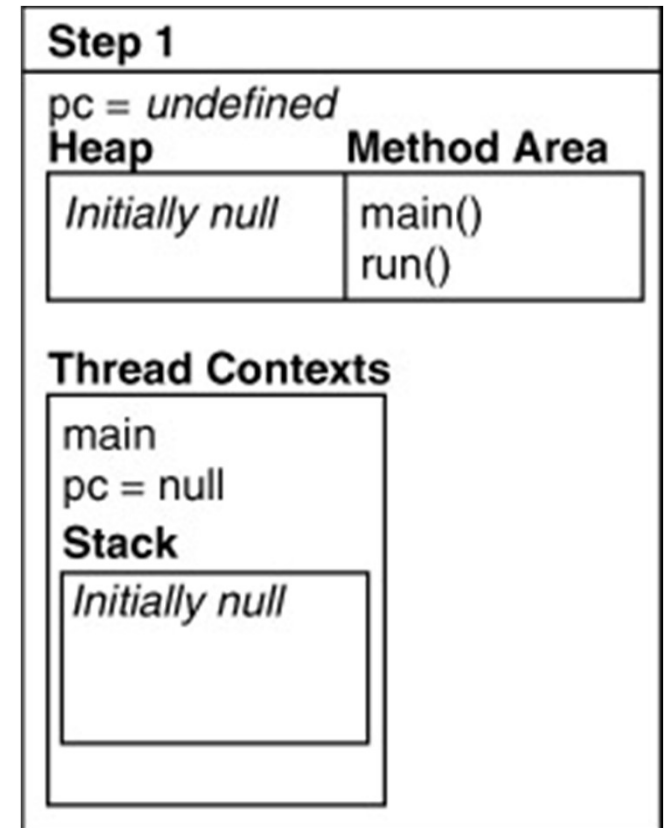 Step 1
pc = undefined
Heap
Method Area
Initially null
main()
run()
Thread Contexts
main
pc = null
Stack
Initially null